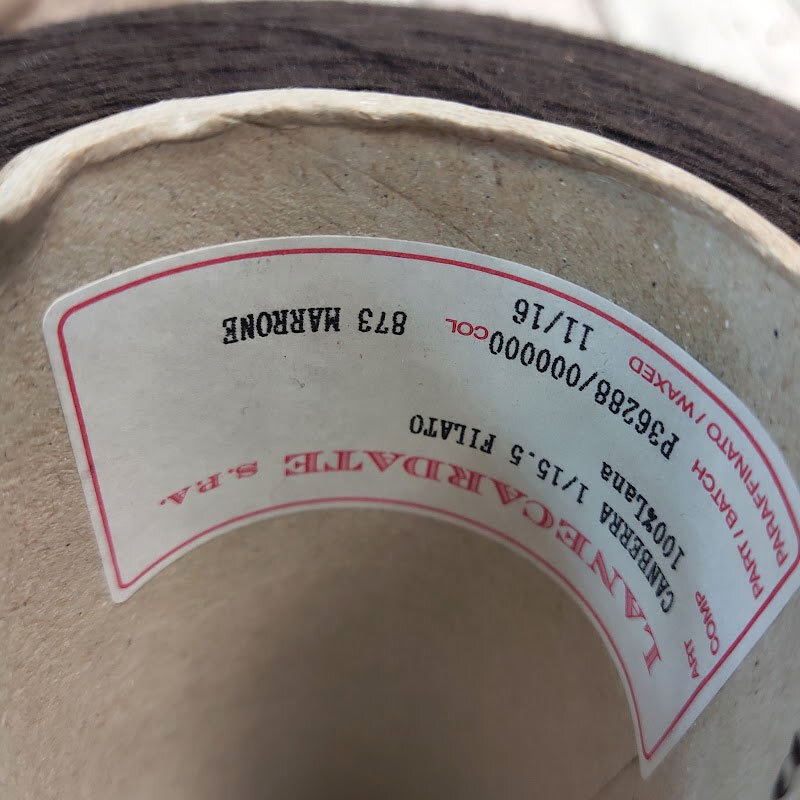 LANECARDATE S.P.A.
ART CANBERRA 1/15.5 FILATO
COMP 100%Lana
PART / BATCH P36288/000000 COL 873 MARRONE
PARAFFINATO / WAXED 11/16